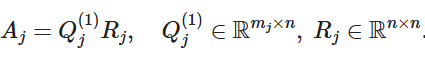 $A_j = Q_j^{(1)} R_j, \quad Q_j^{(1)} \in \mathbb{R}^{m_j \times n}, \; R_j \in \mathbb{R}^{n \times n}.$